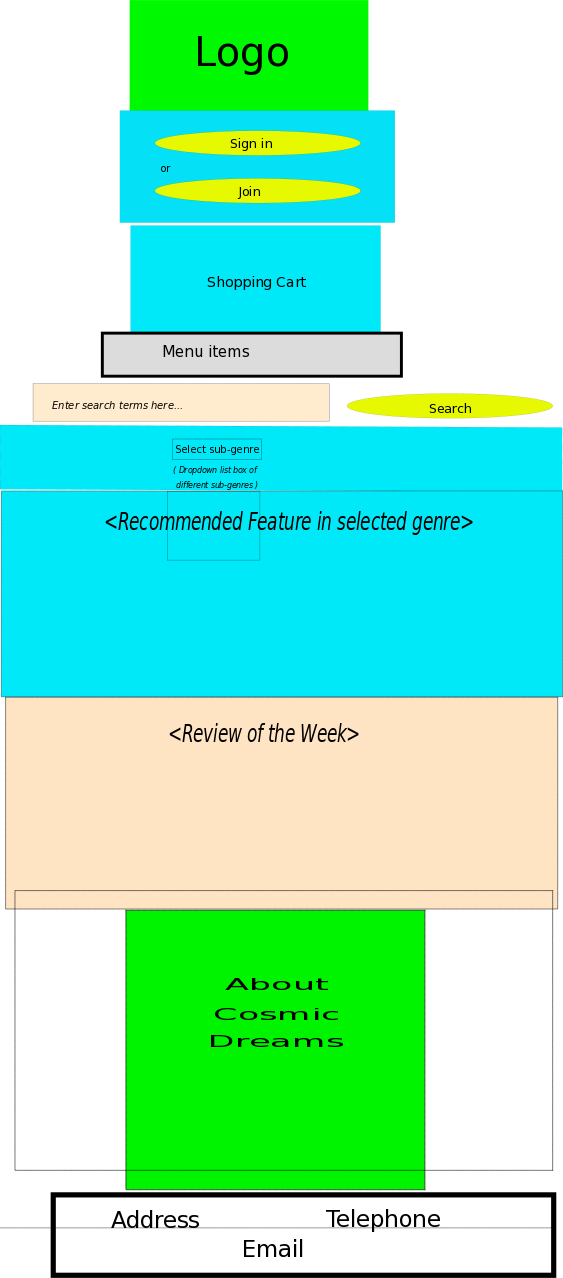 Logo
Sign in
or
Join
Shopping Cart
Menu items
Enter search terms here...
Search
Select sub-genre
( Dropdown list box of
different sub-genres )
<Recommended Feature in selected genre>
<Review of the Week>
About
Cosmic
Dreams
Address Telephone
Email